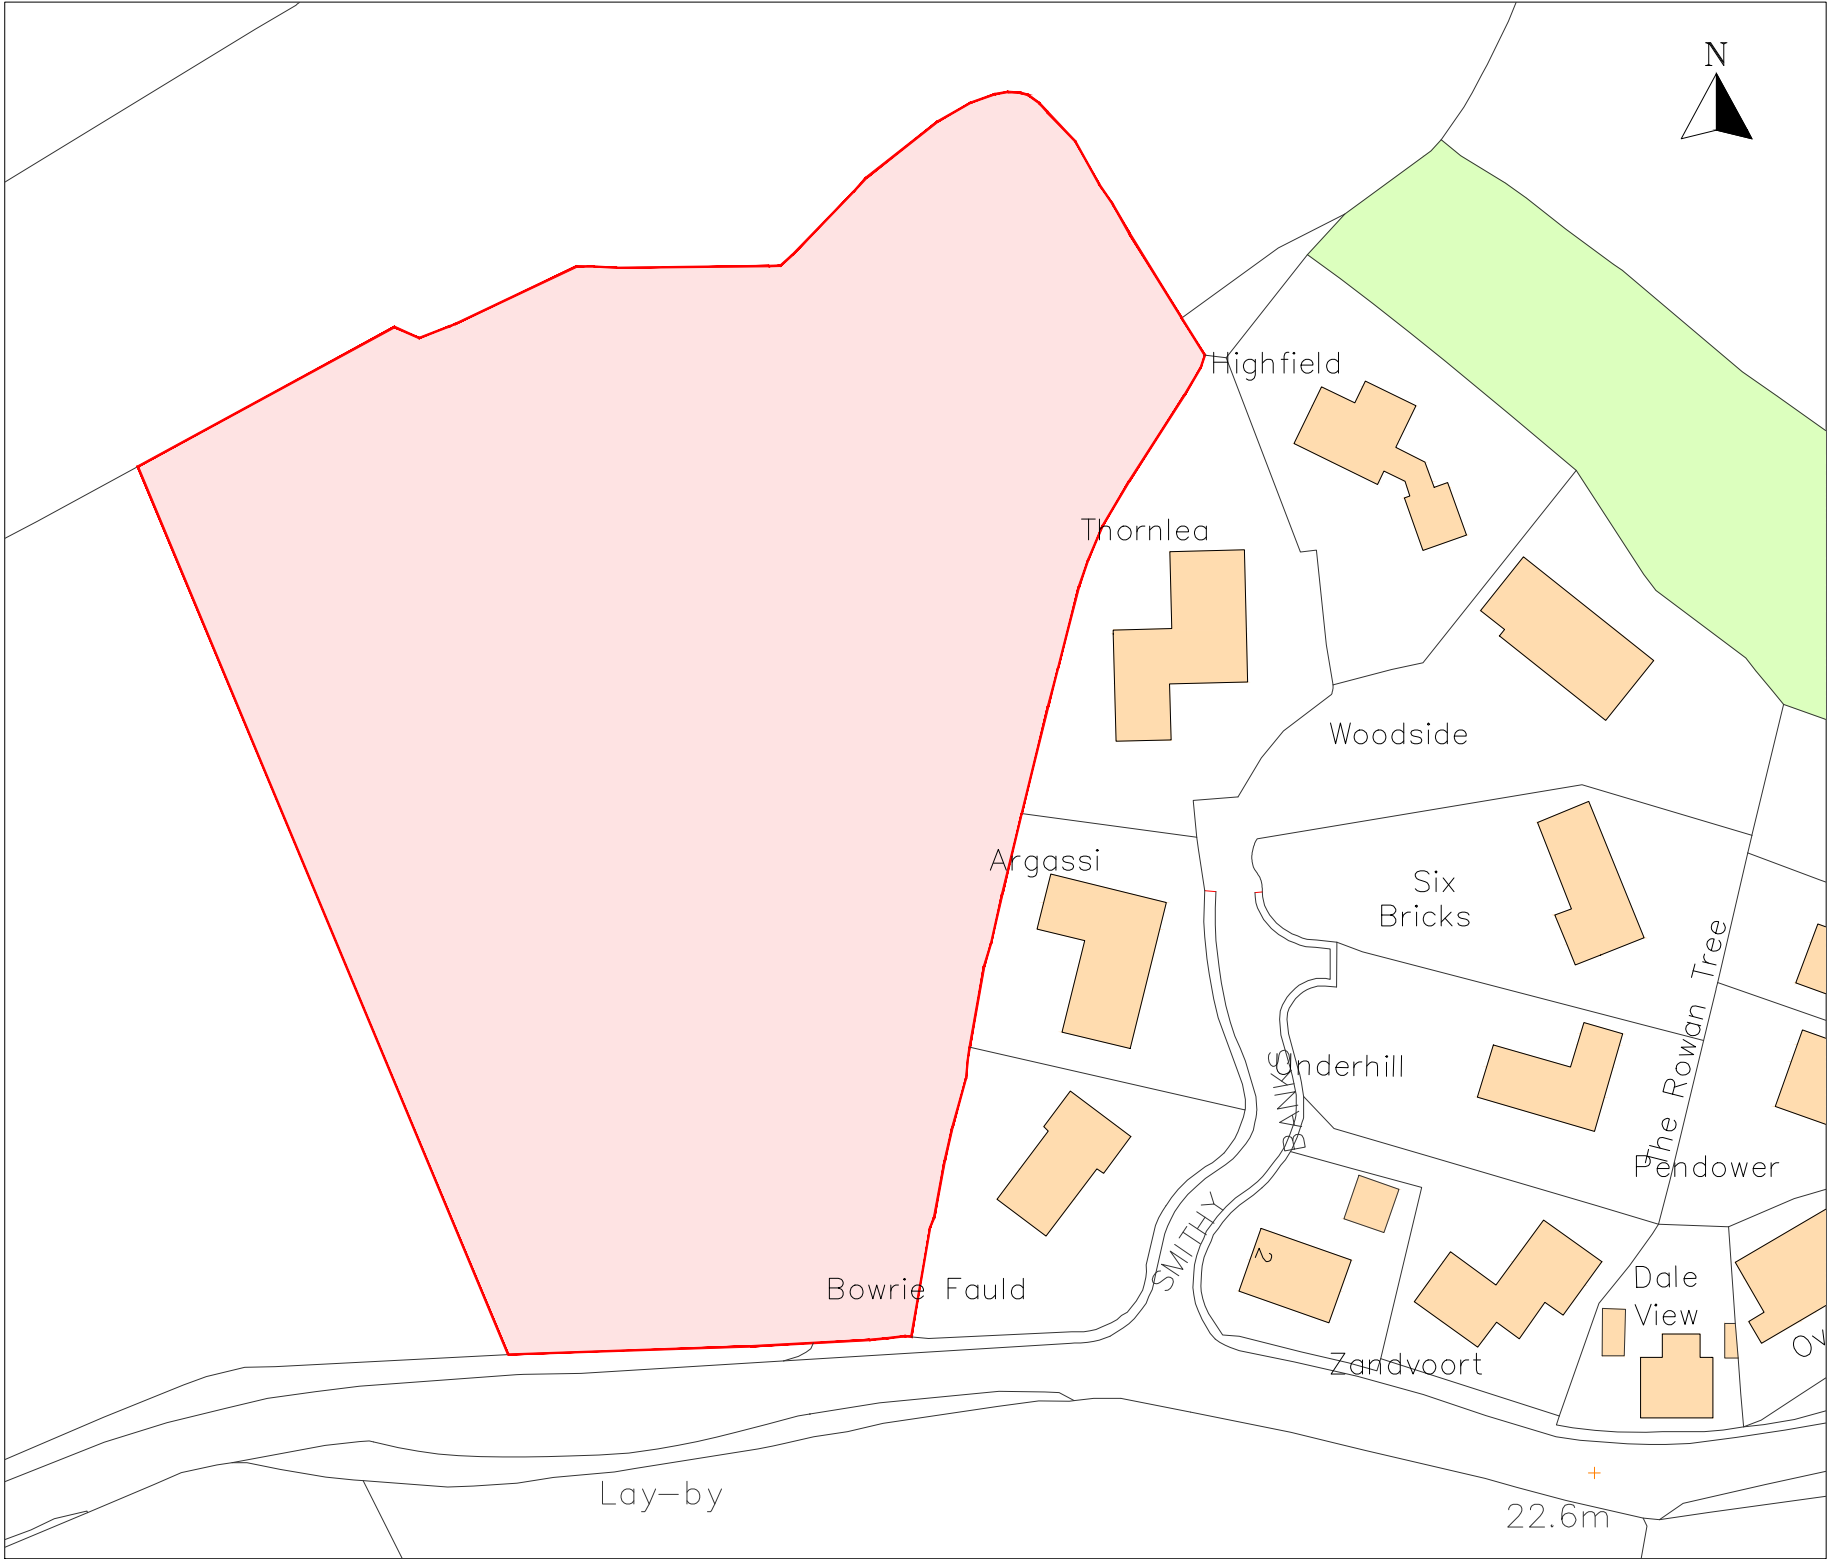 N
Highfield
Thornlea
Woodside
Argassi
Six
Bricks
The Rowan Tree
Underhill
Pendower
SMITHY BANKS
2
Bowrie Fauld
Dale
View
Ov
Zandvoort
Lay-by
22.6m